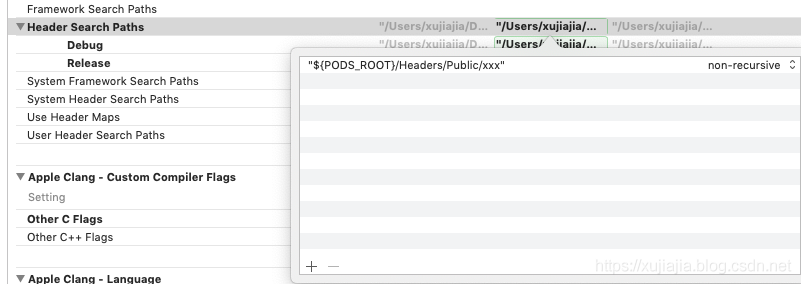 Framework Search Paths
Header Search Paths "/Users/xujiajia/D... "/Users/xujiajia/... "/Users/xujiajia/...
Debug "/Users/xujiajia/D... "/Users/xujiajia/... "/Users/xujiajia/...
Release
"${PODS_ROOT}/Headers/Public/xxx" non-recursive
System Framework Search Paths
System Header Search Paths
Use Header Maps
User Header Search Paths
Apple Clang - Custom Compiler Flags
Setting
Other C Flags
Other C++ Flags
+ −
https://xujiajia.blog.csdn.net
Apple Clang - Language